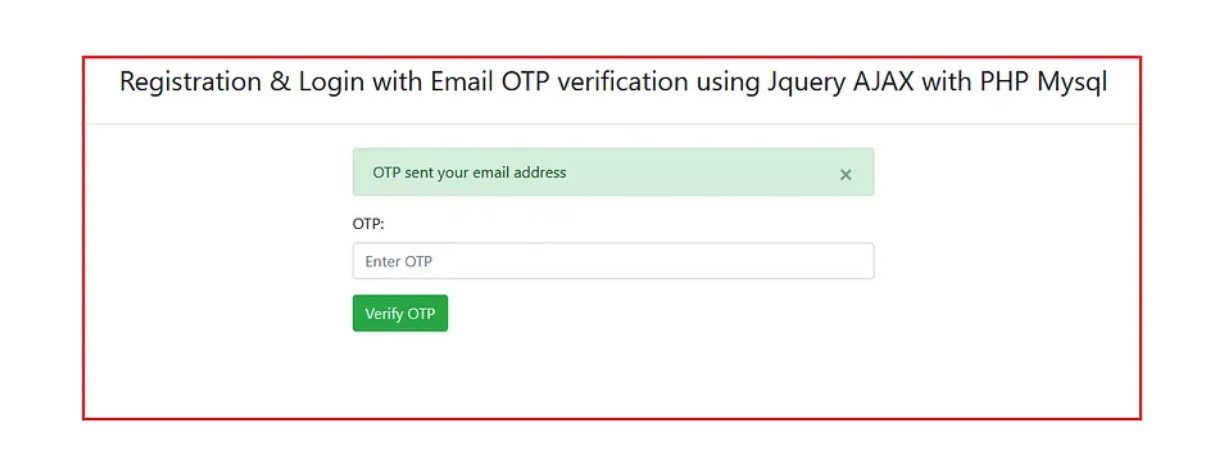 Registration & Login with Email OTP verification using Jquery AJAX with PHP Mysql
OTP sent your email address ×
OTP:
Enter OTP
Verify OTP